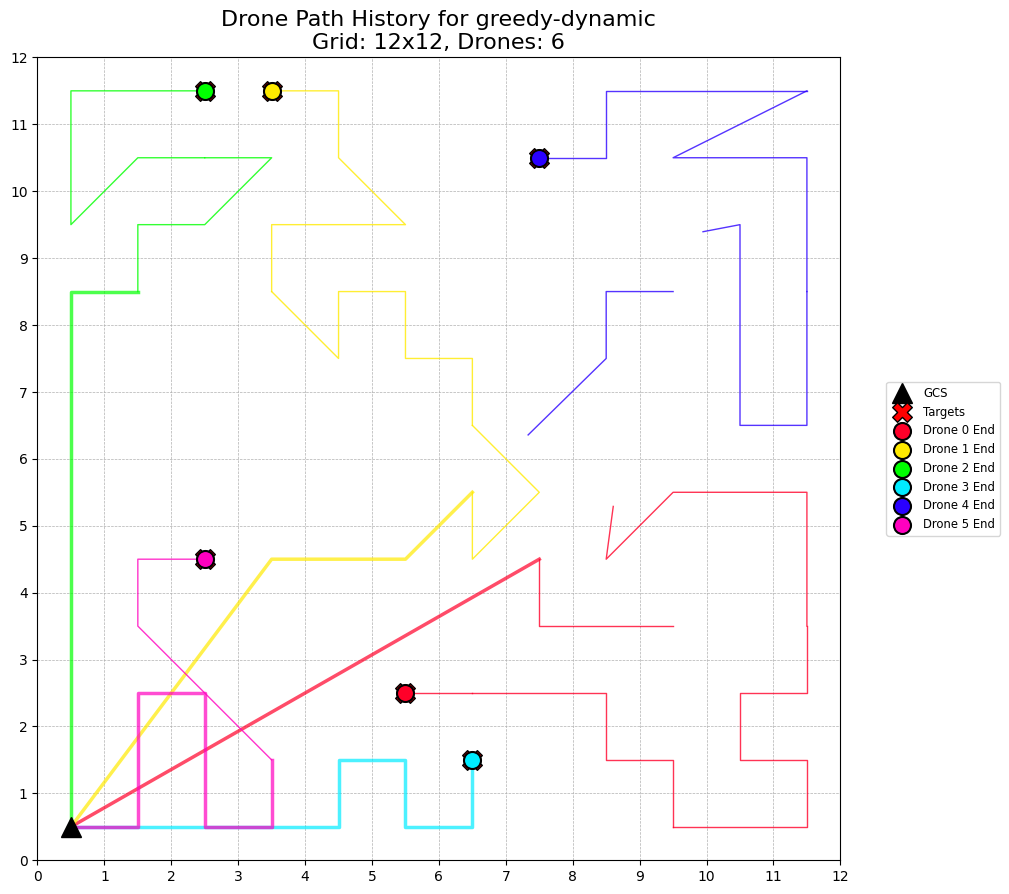 Drone Path History for greedy-dynamic
Grid: 12x12, Drones: 6
12
11
10
9
8
7
6
5
4
3
2
1
0
0 1 2 3 4 5 6 7 8 9 10 11 12
GCS
Targets
Drone 0 End
Drone 1 End
Drone 2 End
Drone 3 End
Drone 4 End
Drone 5 End